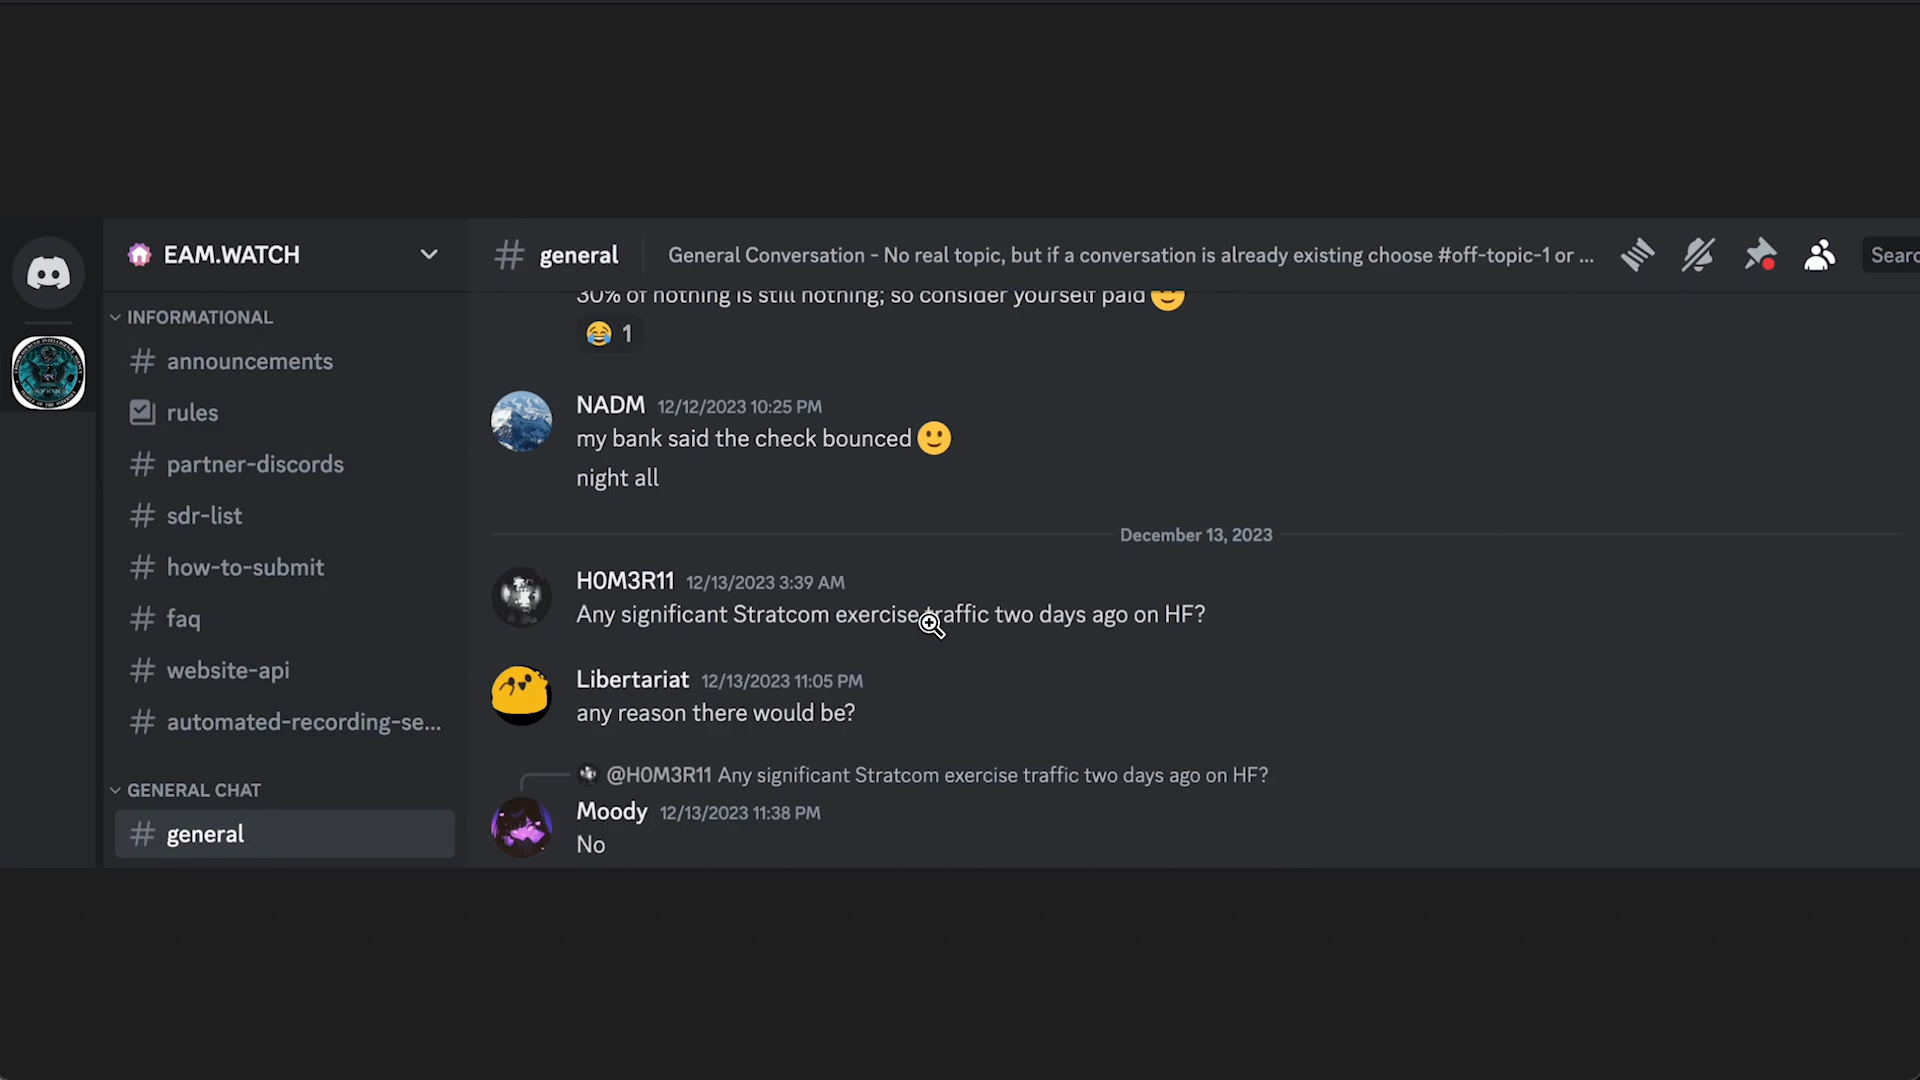 EAM.WATCH
general
General Conversation - No real topic, but if a conversation is already existing choose #off-topic-1 or ...
Searc
INFORMATIONAL
announcements
rules
partner-discords
sdr-list
how-to-submit
faq
website-api
automated-recording-se...
GENERAL CHAT
general
30% of nothing is still nothing; so consider yourself paid
1
NADM 12/12/2023 10:25 PM
my bank said the check bounced
night all
December 13, 2023
H0M3R11 12/13/2023 3:39 AM
Any significant Stratcom exercise traffic two days ago on HF?
Libertariat 12/13/2023 11:05 PM
any reason there would be?
@H0M3R11 Any significant Stratcom exercise traffic two days ago on HF?
Moody 12/13/2023 11:38 PM
No